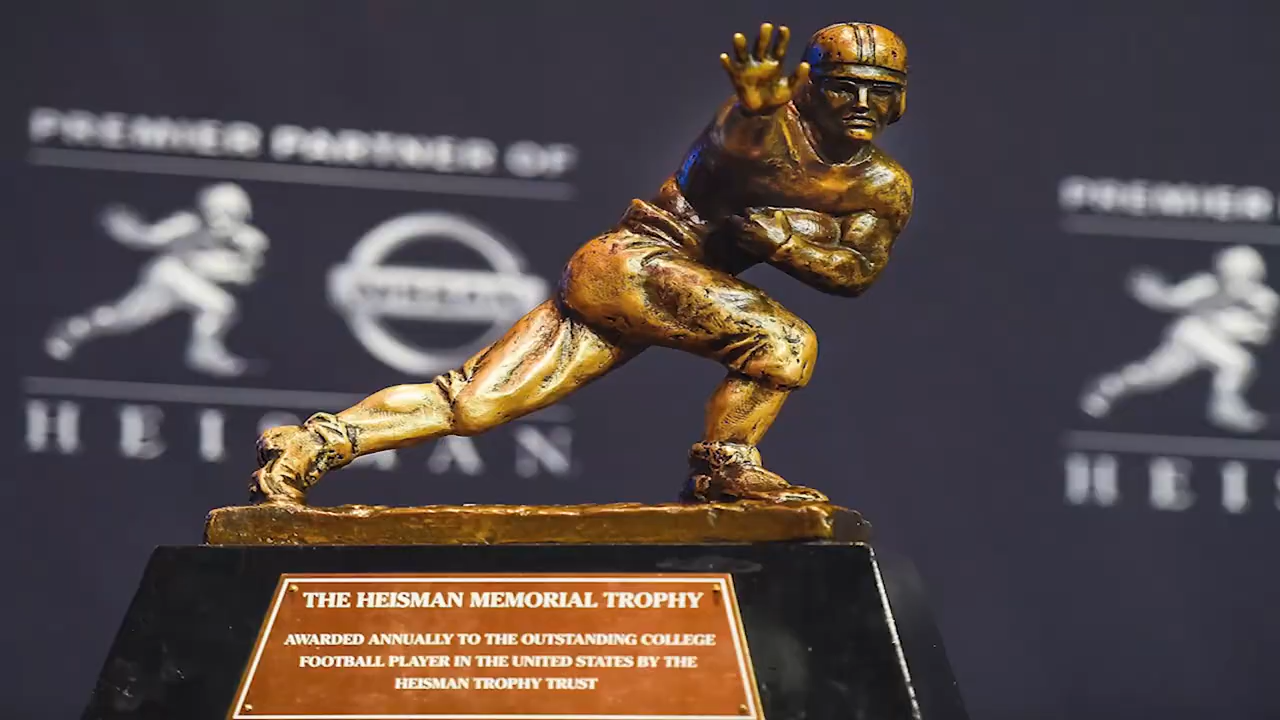 PREMIER PARTNER OF
NISSAN
HEISMAN
PREMIER
HEIS
THE HEISMAN MEMORIAL TROPHY
AWARDED ANNUALLY TO THE OUTSTANDING COLLEGE
FOOTBALL PLAYER IN THE UNITED STATES BY THE
HEISMAN TROPHY TRUST